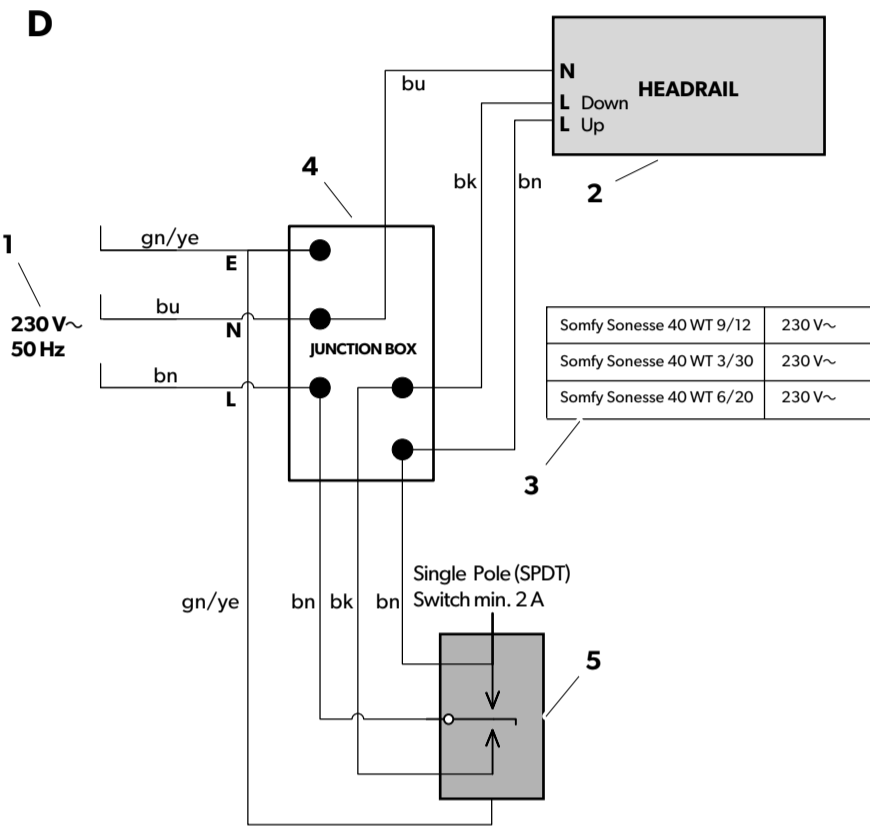 D
N
HEADRAIL
L Down
L Up
bu
4
bk
bn
2
1
gn/ye
E
230 V~
50 Hz
bu
N
JUNCTION BOX
bn
L
Somfy Sonesse 40 WT 9/12 230 V~
Somfy Sonesse 40 WT 3/30 230 V~
Somfy Sonesse 40 WT 6/20 230 V~
3
Single Pole (SPDT)
Switch min. 2 A
gn/ye
bn
bk
bn
5